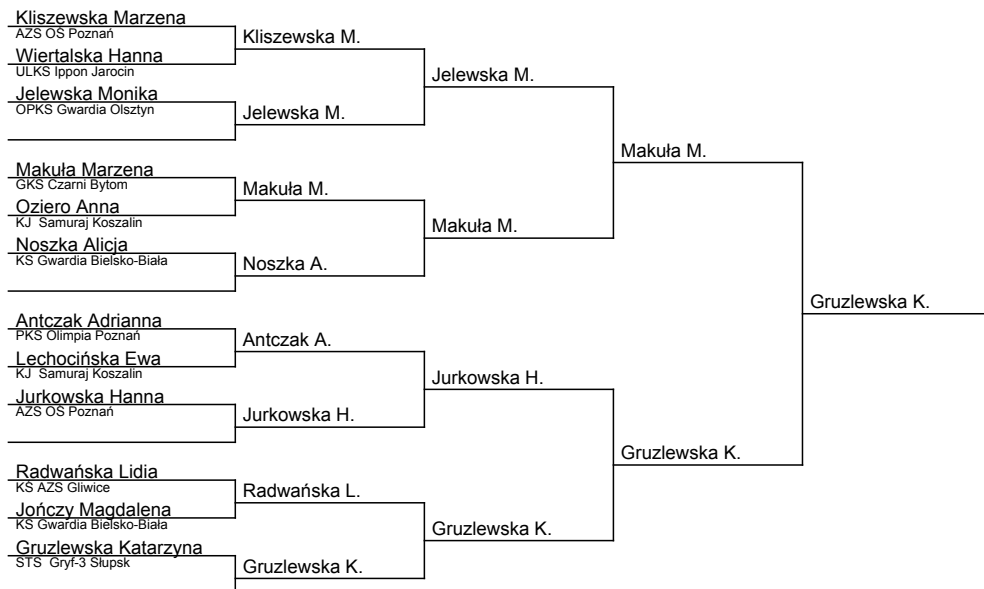 Kliszewska Marzena
AZS OŚ Poznań
Kliszewska M.
Wiertalska Hanna
ULKS Ippon Jarocin
Jelewska M.
Jelewska Monika
OPKS Gwardia Olsztyn
Jelewska M.
Makuła M.
Makuła Marzena
GKS Czarni Bytom
Makuła M.
Oziero Anna
KJ Samuraj Koszalin
Makuła M.
Noszka Alicja
KS Gwardia Bielsko-Biała
Noszka A.
Gruzlewska K.
Antczak Adrianna
PKS Olimpia Poznań
Antczak A.
Lechocińska Ewa
KJ Samuraj Koszalin
Jurkowska H.
Jurkowska Hanna
AZS OŚ Poznań
Jurkowska H.
Gruzlewska K.
Radwańska Lidia
KŚ AZS Gliwice
Radwańska L.
Jończy Magdalena
KS Gwardia Bielsko-Biała
Gruzlewska K.
Gruzlewska Katarzyna
STS Gryf-3 Słupsk
Gruzlewska K.